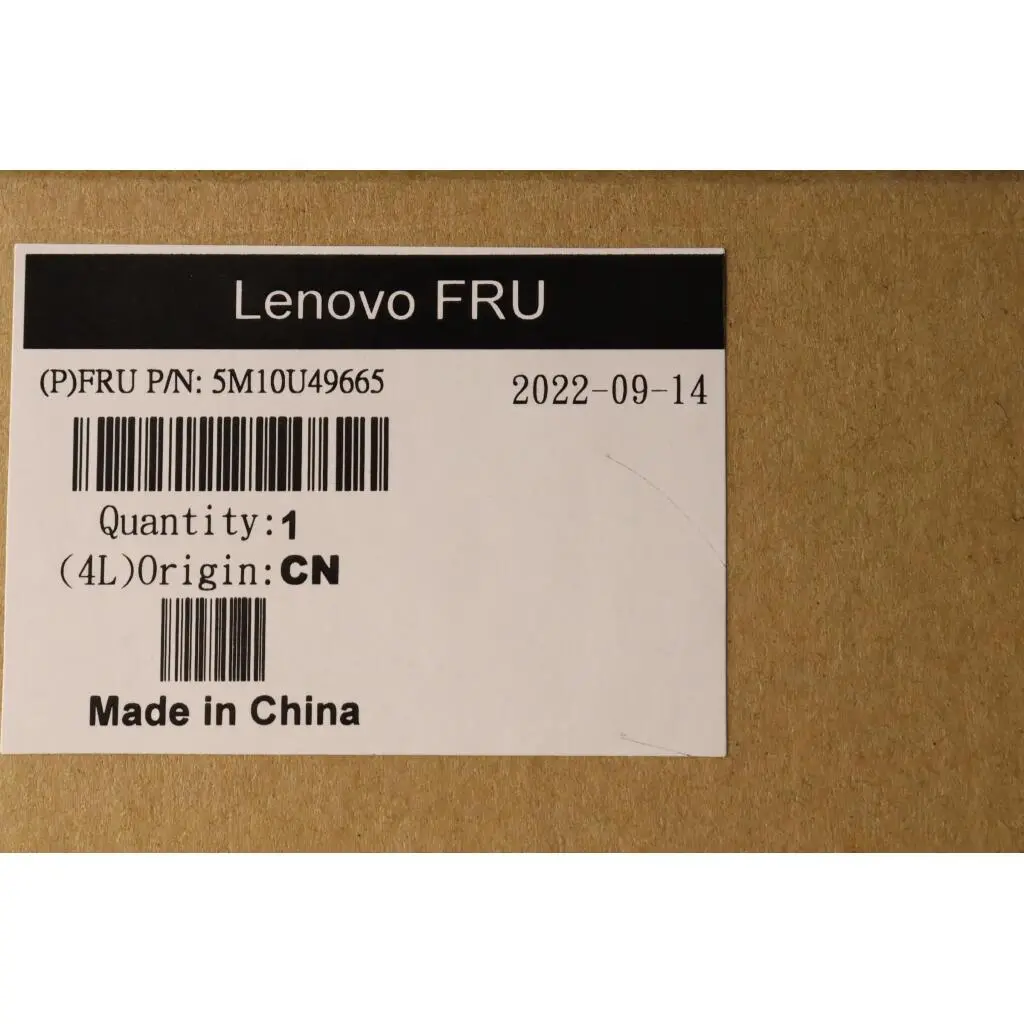 Lenovo FRU
(P)FRU P/N: 5M10U49665
2022-09-14
Quantity:1
(4L)Origin:CN
Made in China